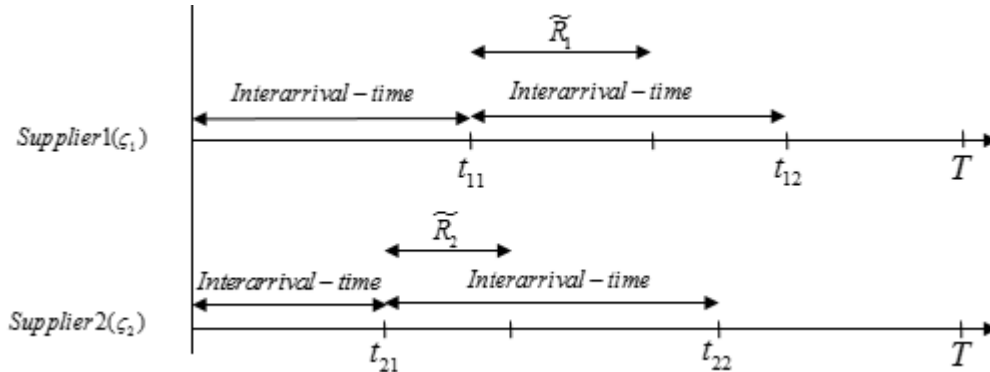 R̃₁
Interarrival – time Interarrival – time
Supplier1(ς₁)
t₁₁ t₁₂ T
R̃₂
Interarrival – time Interarrival – time
Supplier2(ς₂)
t₂₁ t₂₂ T